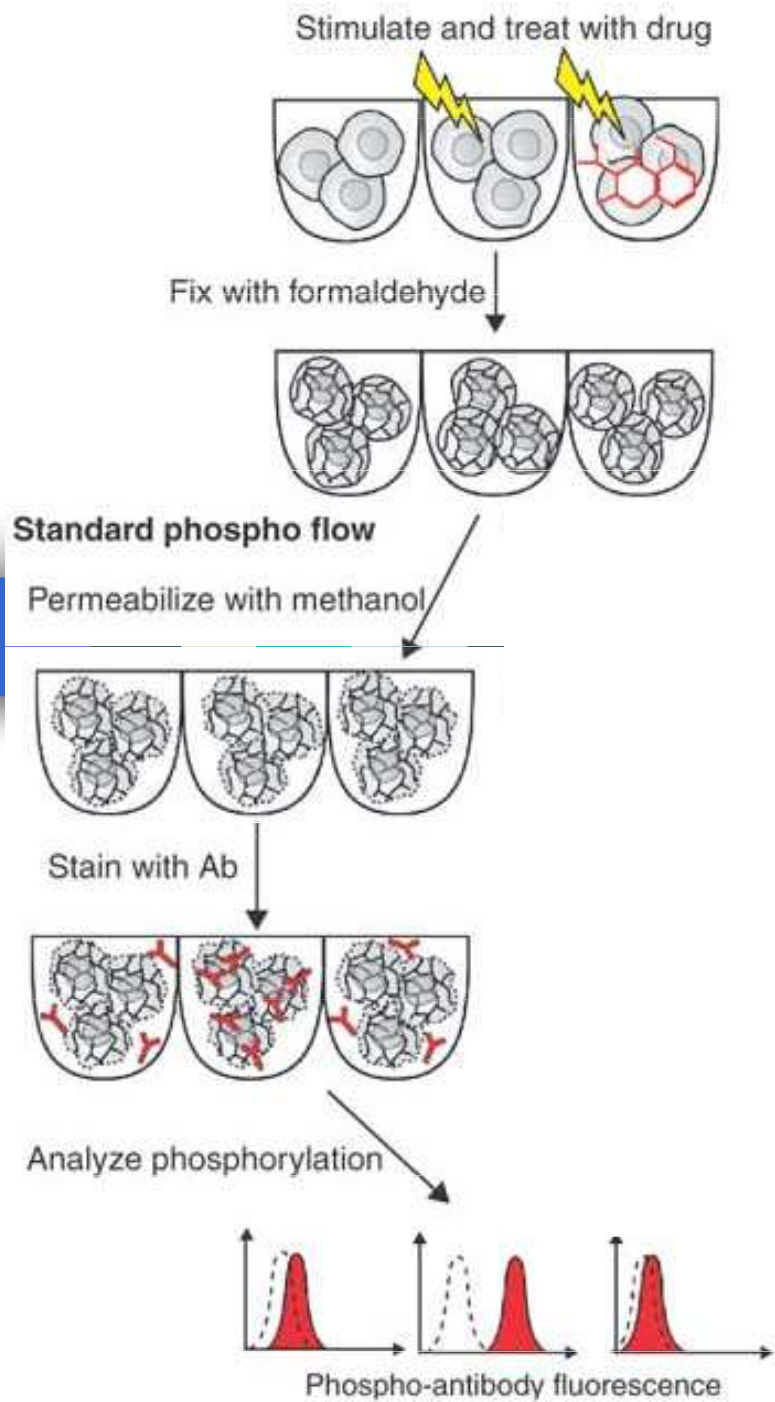 Stimulate and treat with drug
Fix with formaldehyde
Standard phospho flow
Permeabilize with methanol
Stain with Ab
Analyze phosphorylation
Phospho-antibody fluorescence